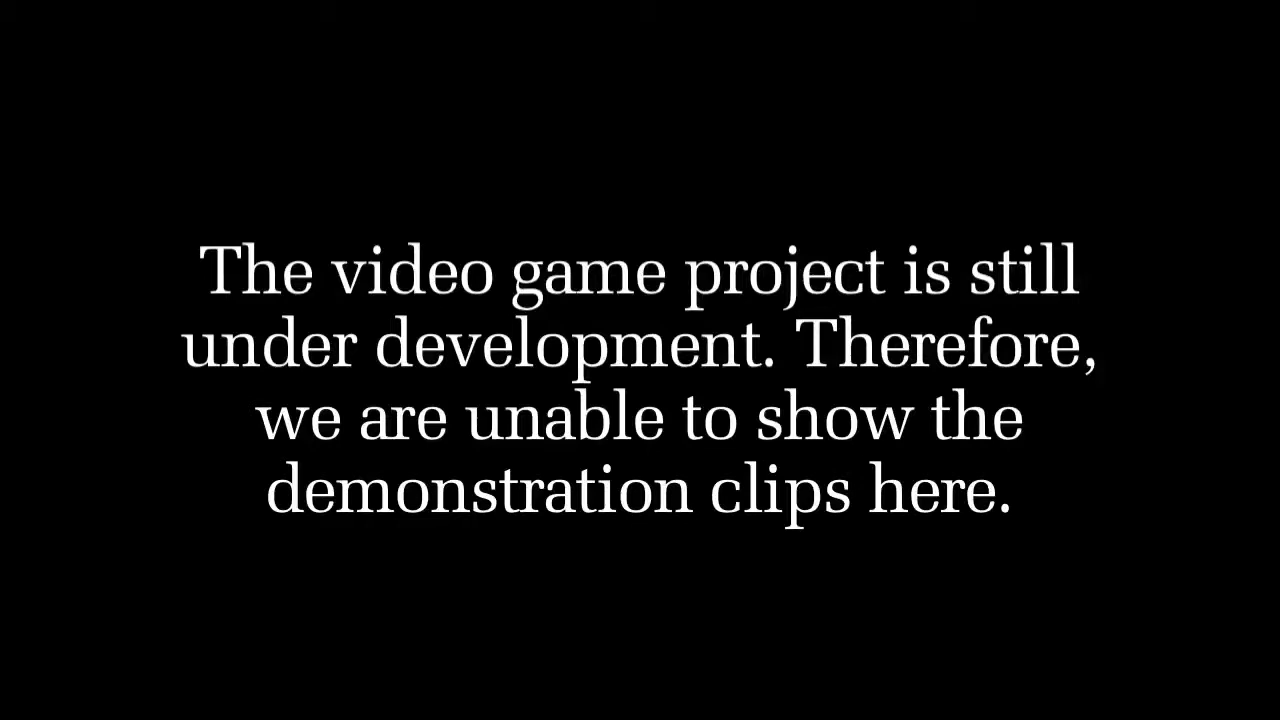 The video game project is still
under development. Therefore,
we are unable to show the
demonstration clips here.